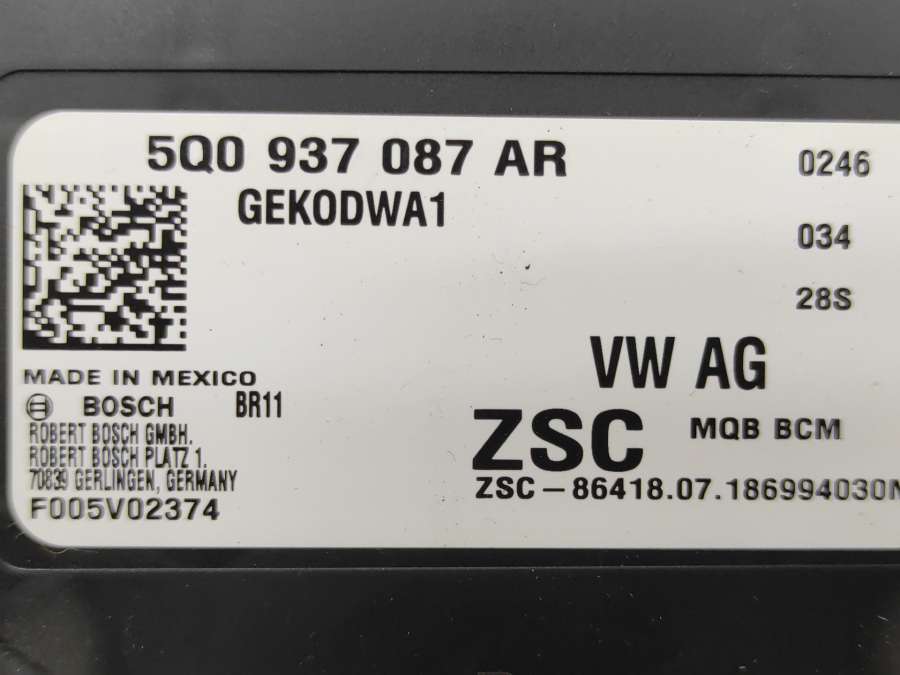 5Q0 937 087 AR
0246
GEKODWA1
034
28S
VW AG
MADE IN MEXICO
BOSCH BR11
ZSC MQB BCM
ROBERT BOSCH GMBH.
ROBERT BOSCH PLATZ 1.
70839 GERLINGEN, GERMANY
ZSC-86418.07.186994030N
F005V02374